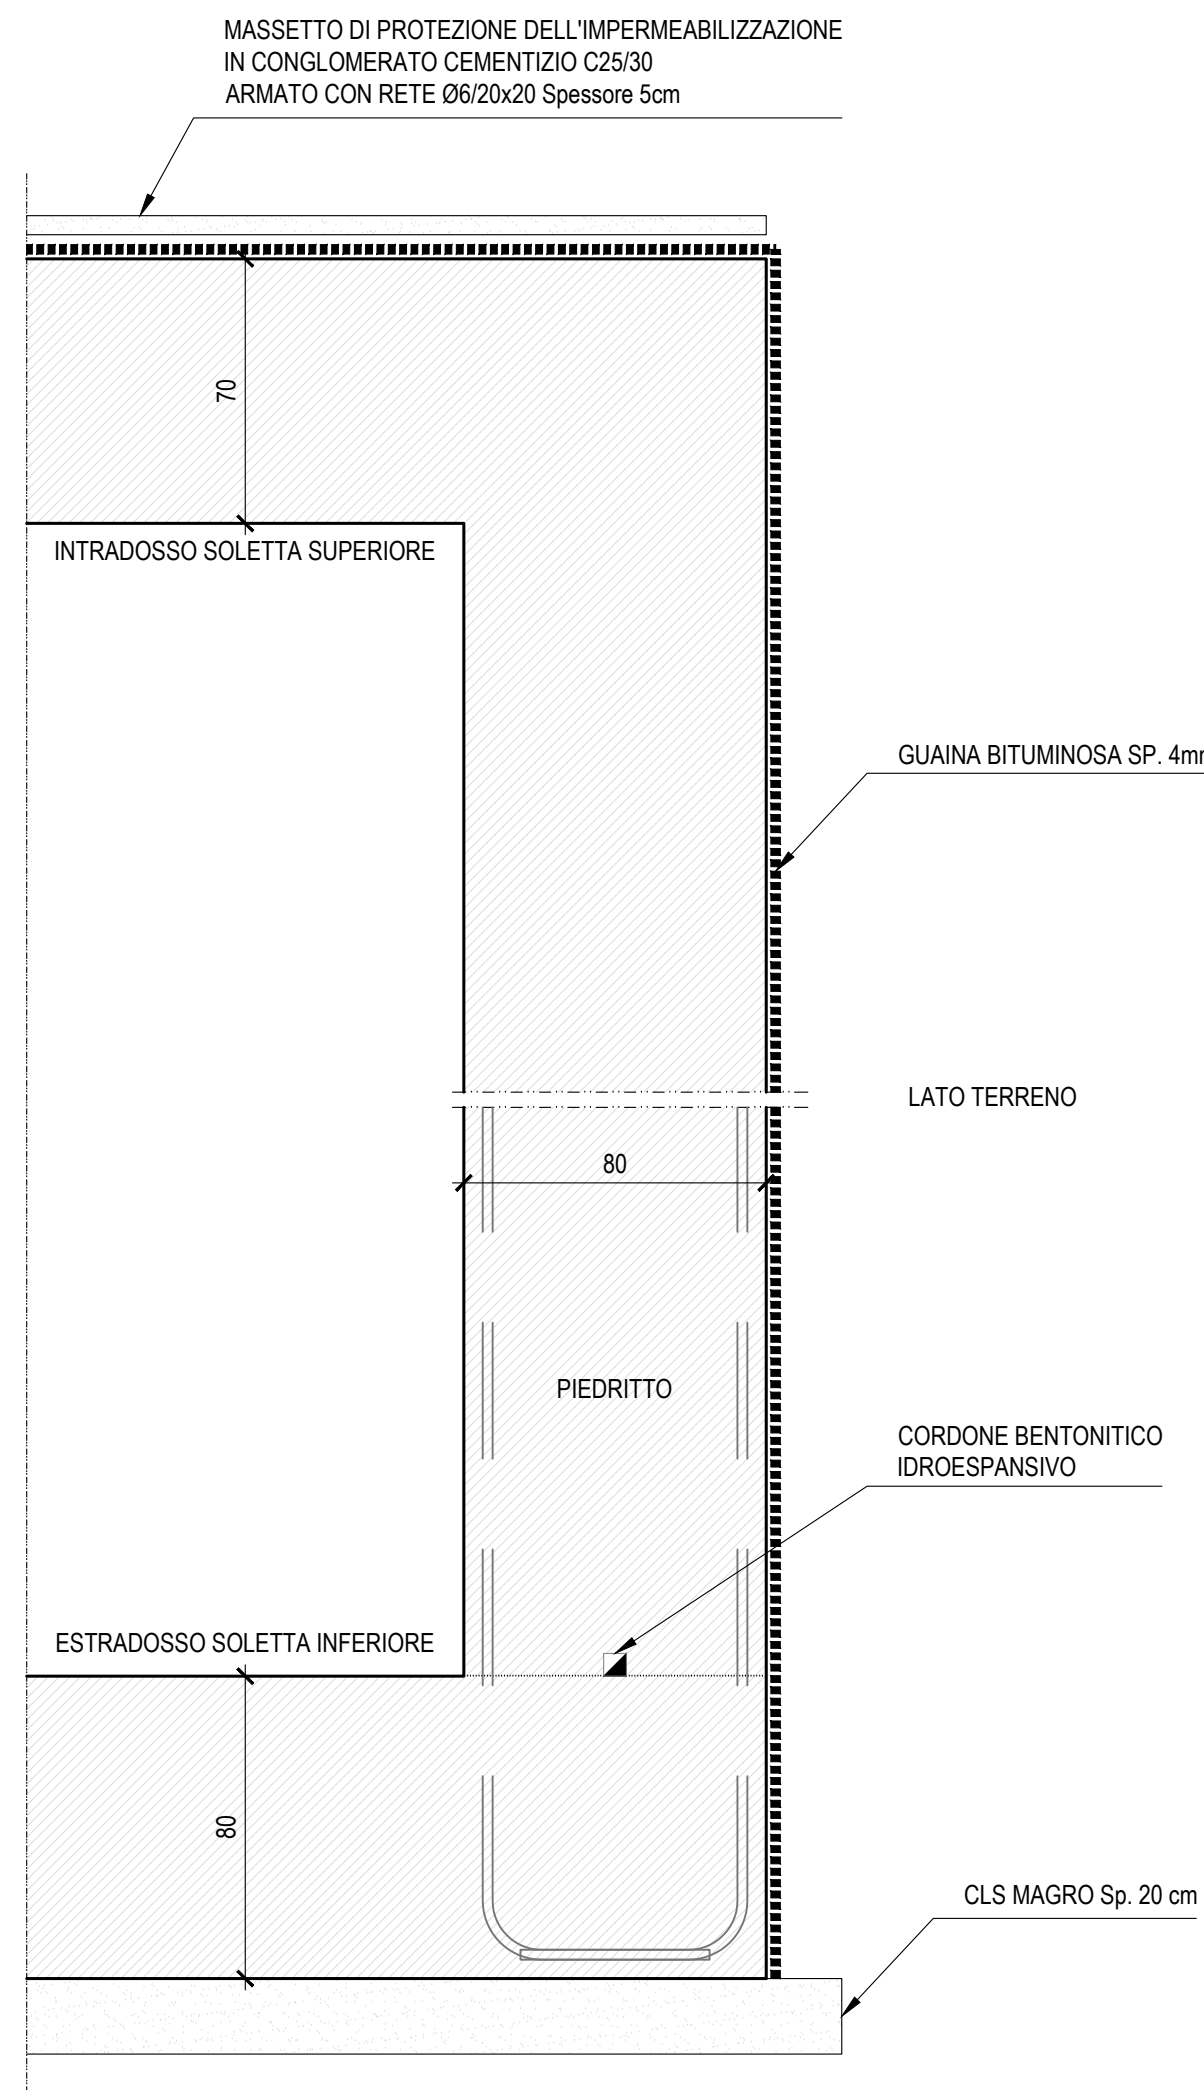 MASSETTO DI PROTEZIONE DELL'IMPERMEABILIZZAZIONE
IN CONGLOMERATO CEMENTIZIO C25/30
ARMATO CON RETE Ø6/20x20 Spessore 5cm
70
INTRADOSSO SOLETTA SUPERIORE
GUAINA BITUMINOSA SP. 4mm
LATO TERRENO
80
PIEDRITTO
CORDONE BENTONITICO
IDROESPANSIVO
ESTRADOSSO SOLETTA INFERIORE
80
CLS MAGRO Sp. 20 cm